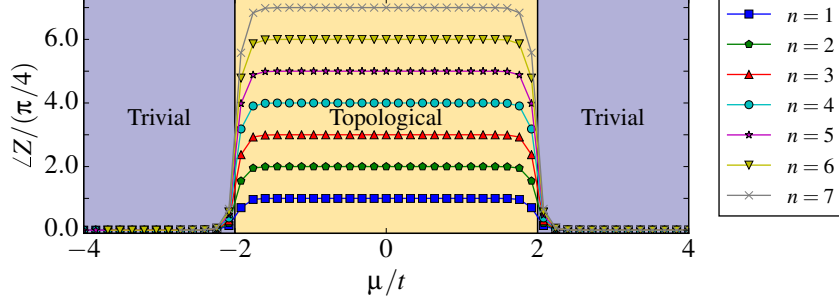 ∠Z/(π/4)
6.0
4.0
2.0
0.0
Trivial
Topological
Trivial
−4
−2
0
2
4
μ/t
n = 1
n = 2
n = 3
n = 4
n = 5
n = 6
n = 7